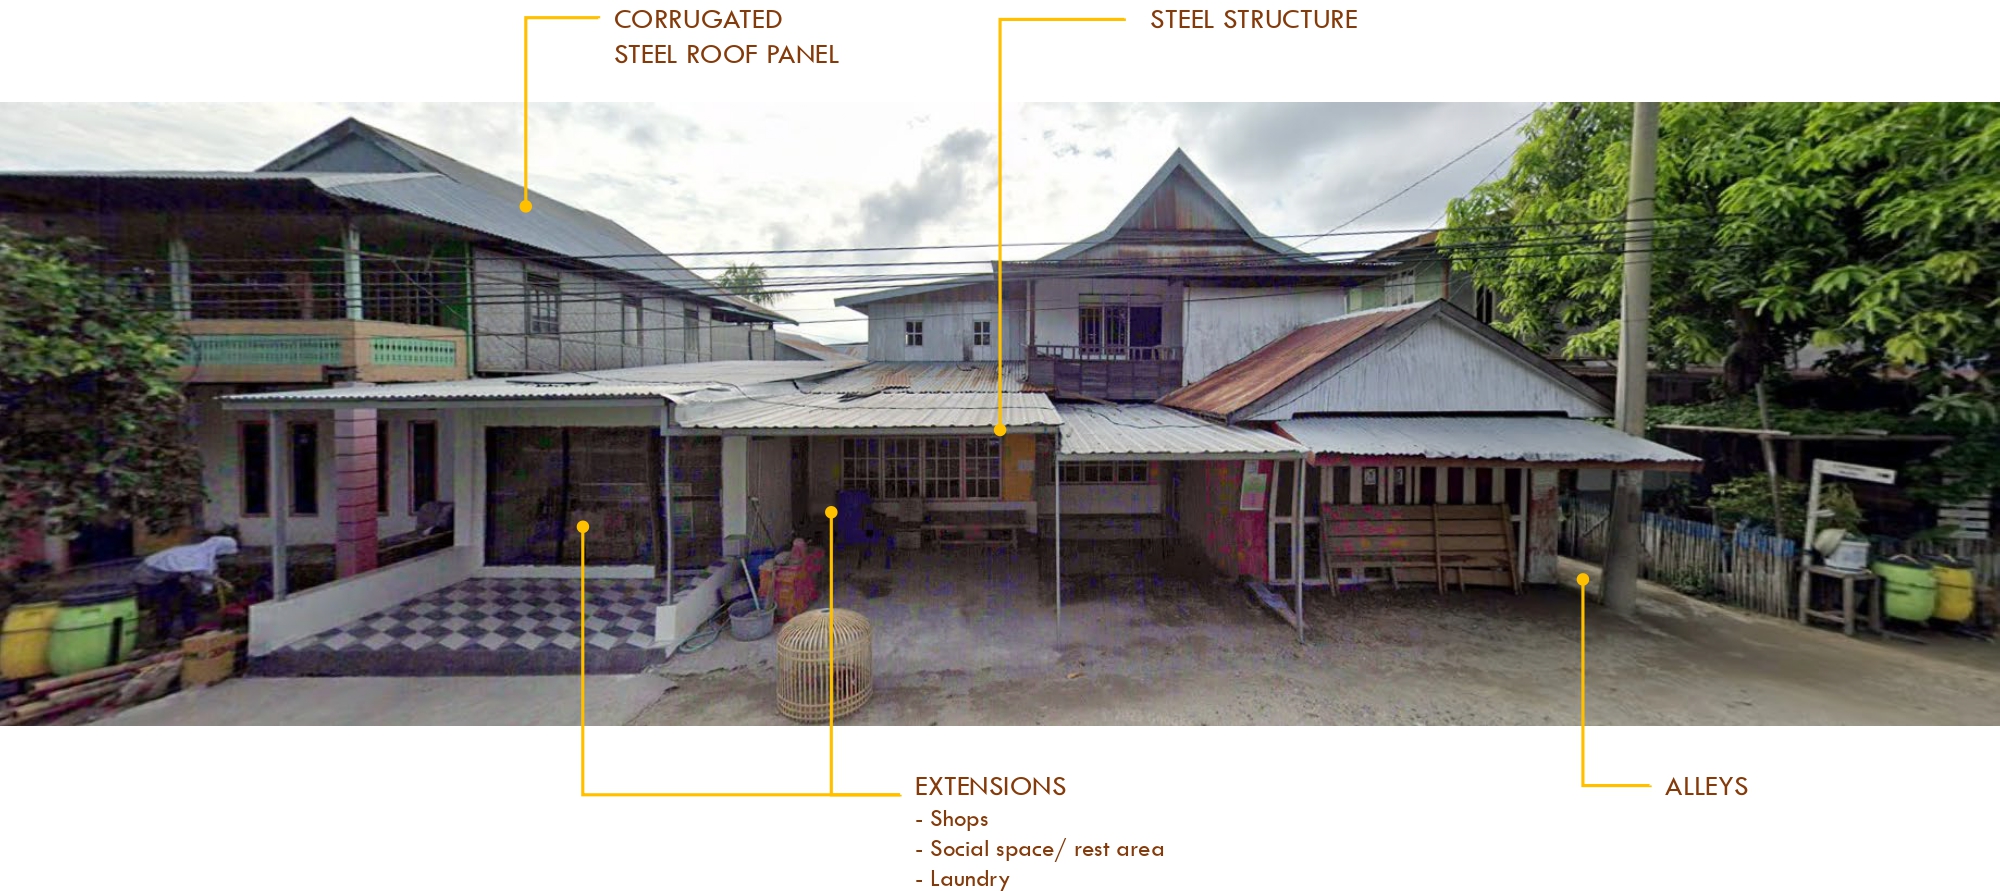 CORRUGATED
STEEL ROOF PANEL
STEEL STRUCTURE
EXTENSIONS
- Shops
- Social space/ rest area
- Laundry
ALLEYS